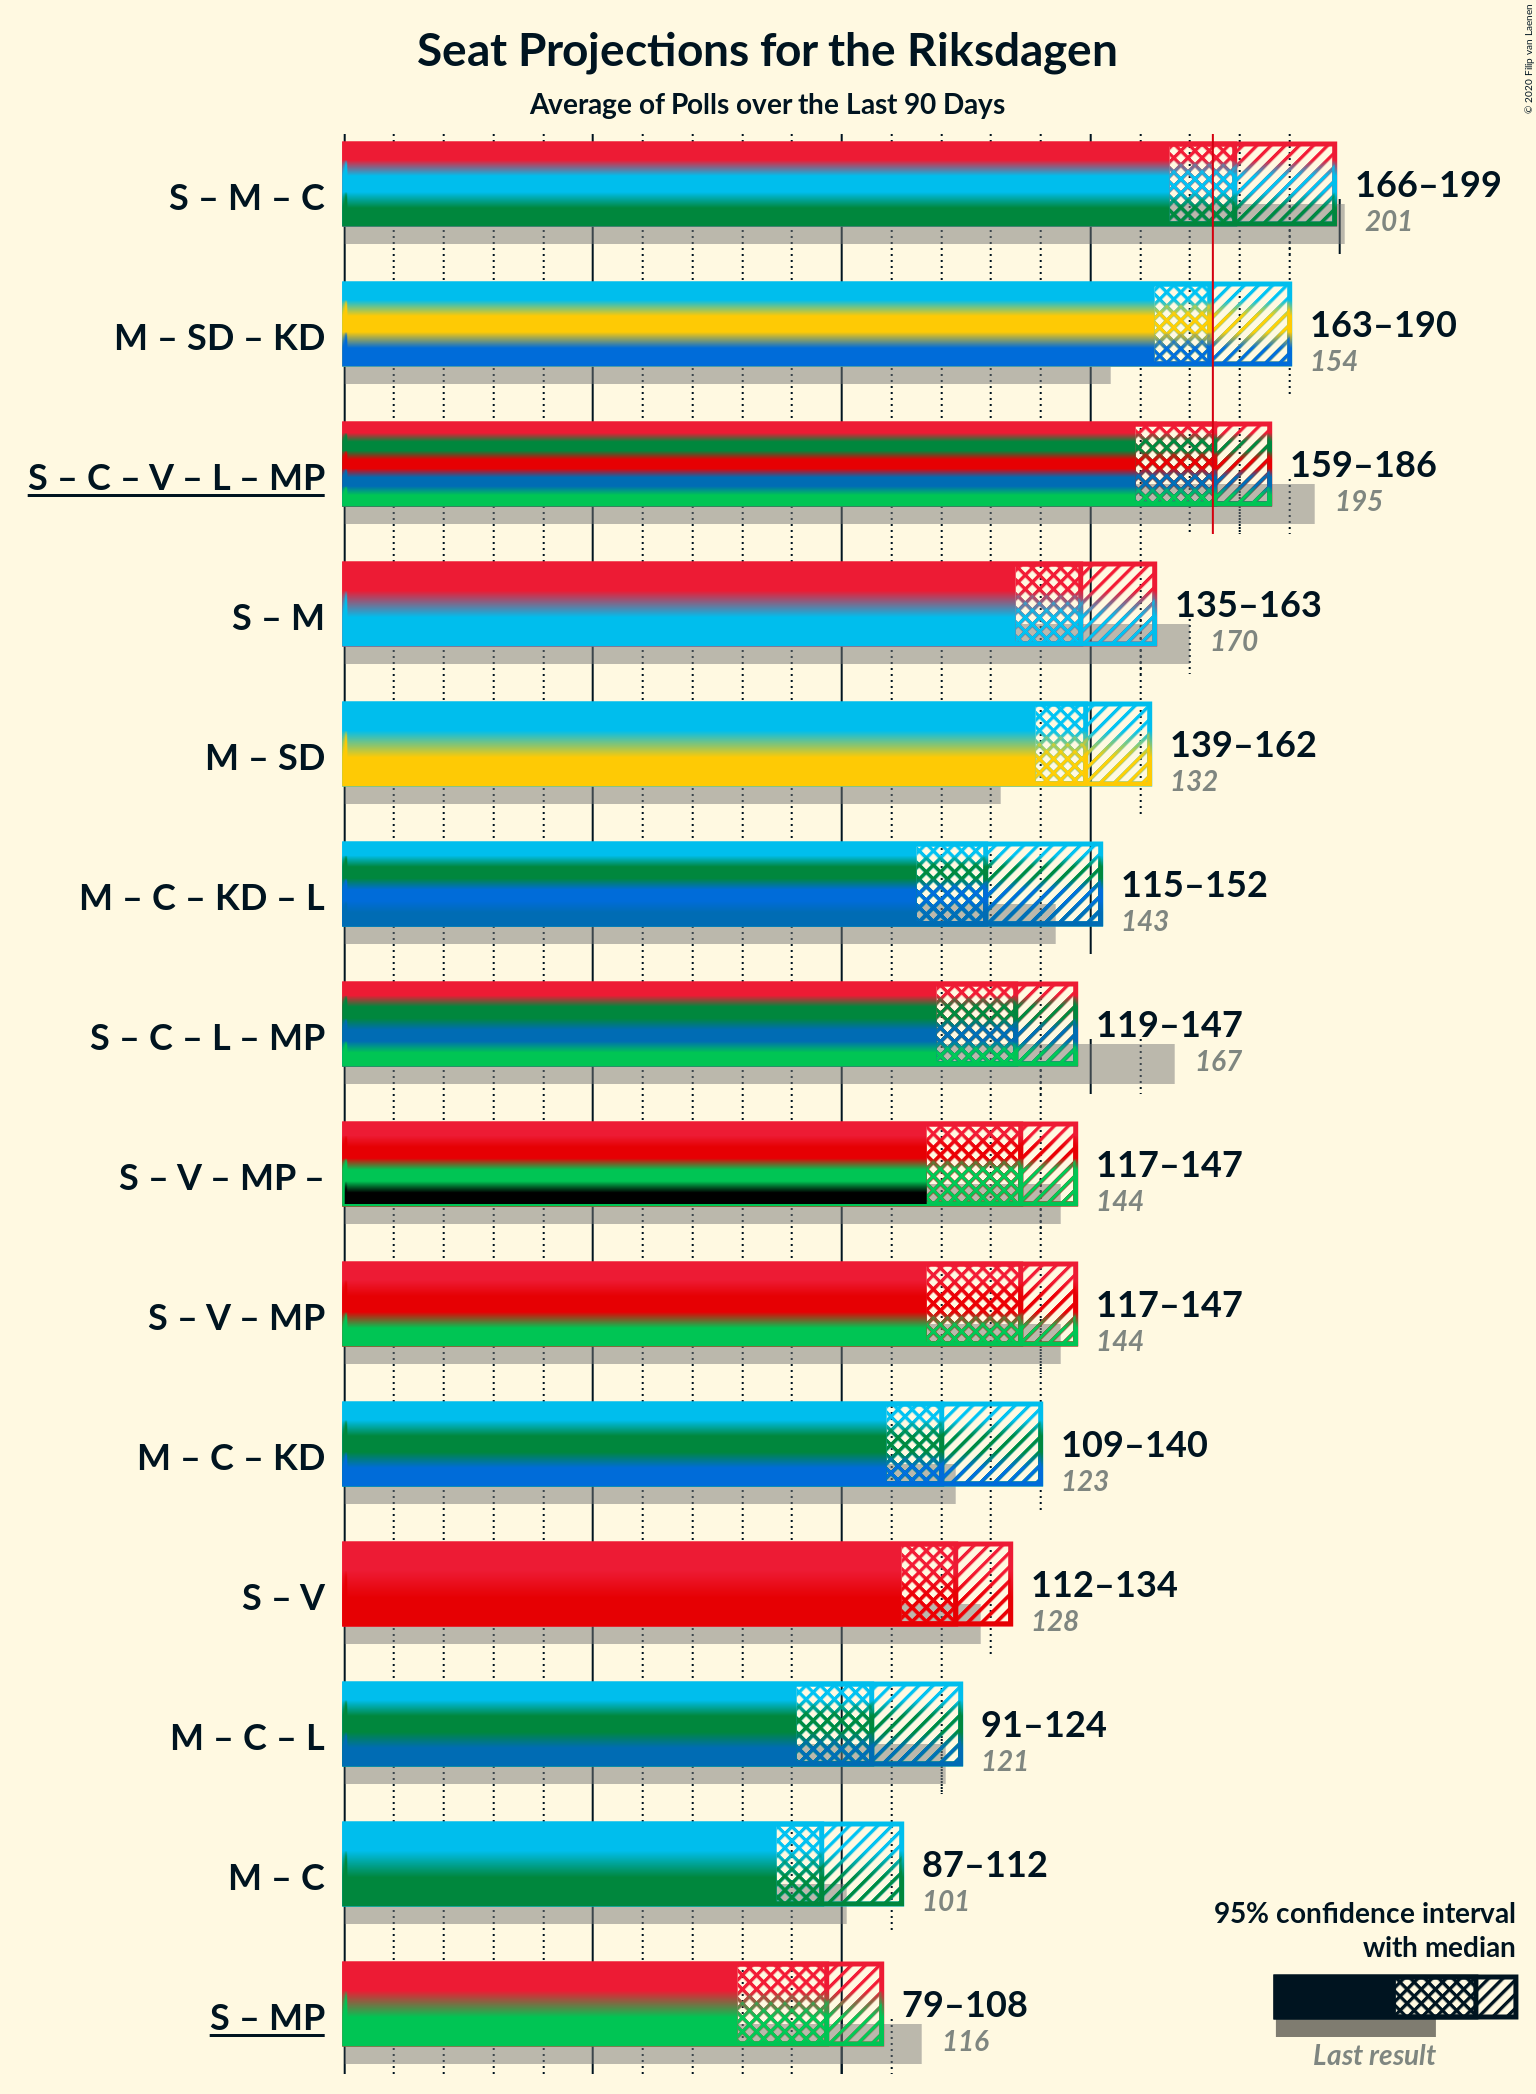 © 2020 Filip van Laenen
Seat Projections for the Riksdagen
Average of Polls over the Last 90 Days
S – M – C
166–199
201
M – SD – KD
163–190
154
S – C – V – L – MP
159–186
195
S – M
135–163
170
M – SD
139–162
132
M – C – KD – L
115–152
143
S – C – L – MP
119–147
167
S – V – MP –
117–147
144
S – V – MP
117–147
144
M – C – KD
109–140
123
S – V
112–134
128
M – C – L
91–124
121
M – C
87–112
101
S – MP
79–108
116
95% confidence interval
with median
Last result